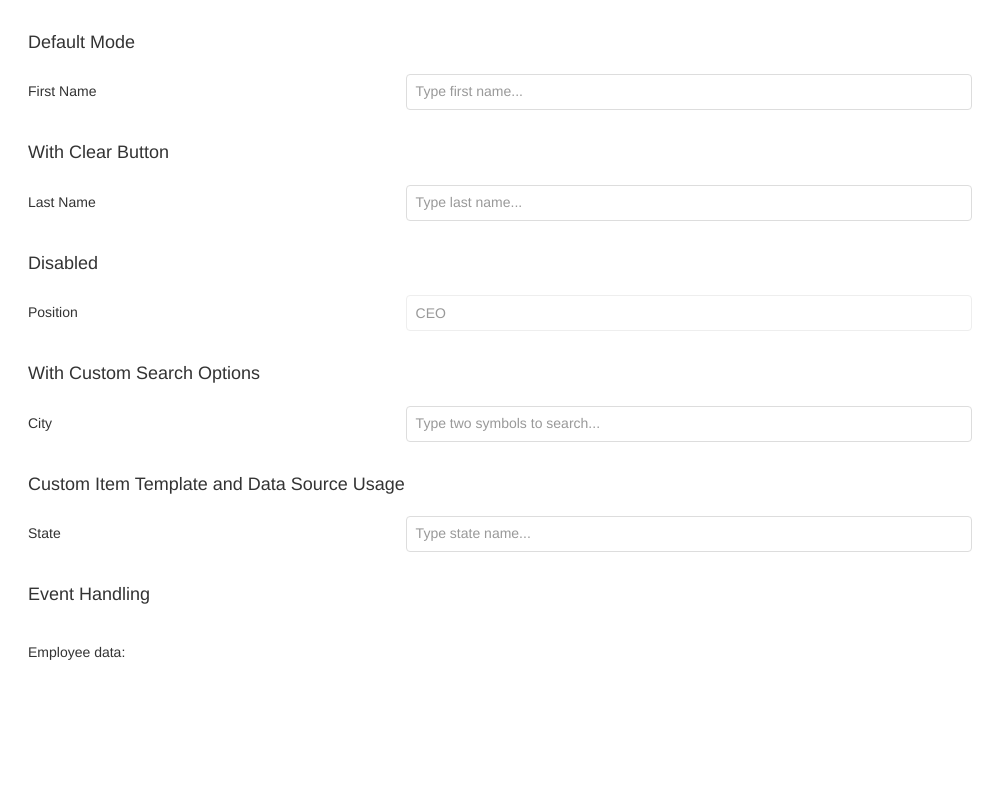 Default Mode
First Name
Type first name...
With Clear Button
Last Name
Type last name...
Disabled
Position
CEO
With Custom Search Options
City
Type two symbols to search...
Custom Item Template and Data Source Usage
State
Type state name...
Event Handling
Employee data: